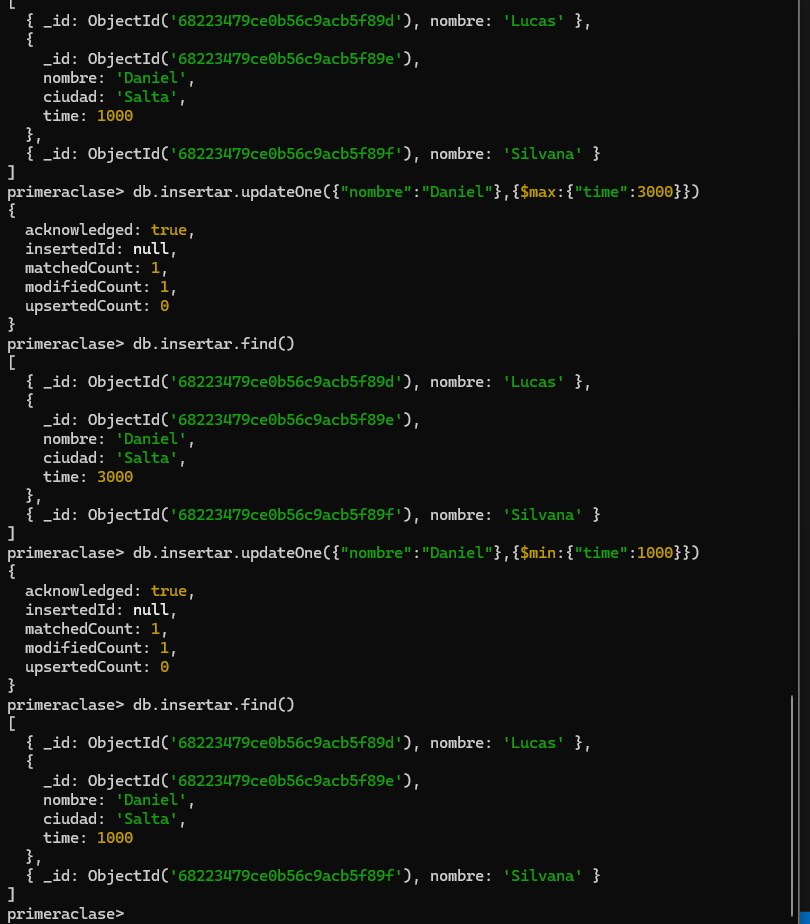 [
  { _id: ObjectId('68223479ce0b56c9acb5f89d'), nombre: 'Lucas' },
  {
    _id: ObjectId('68223479ce0b56c9acb5f89e'),
    nombre: 'Daniel',
    ciudad: 'Salta',
    time: 1000
  },
  { _id: ObjectId('68223479ce0b56c9acb5f89f'), nombre: 'Silvana' }
]
primeraclase> db.insertar.updateOne({"nombre":"Daniel"},{$max:{"time":3000}})
{
  acknowledged: true,
  insertedId: null,
  matchedCount: 1,
  modifiedCount: 1,
  upsertedCount: 0
}
primeraclase> db.insertar.find()
[
  { _id: ObjectId('68223479ce0b56c9acb5f89d'), nombre: 'Lucas' },
  {
    _id: ObjectId('68223479ce0b56c9acb5f89e'),
    nombre: 'Daniel',
    ciudad: 'Salta',
    time: 3000
  },
  { _id: ObjectId('68223479ce0b56c9acb5f89f'), nombre: 'Silvana' }
]
primeraclase> db.insertar.updateOne({"nombre":"Daniel"},{$min:{"time":1000}})
{
  acknowledged: true,
  insertedId: null,
  matchedCount: 1,
  modifiedCount: 1,
  upsertedCount: 0
}
primeraclase> db.insertar.find()
[
  { _id: ObjectId('68223479ce0b56c9acb5f89d'), nombre: 'Lucas' },
  {
    _id: ObjectId('68223479ce0b56c9acb5f89e'),
    nombre: 'Daniel',
    ciudad: 'Salta',
    time: 1000
  },
  { _id: ObjectId('68223479ce0b56c9acb5f89f'), nombre: 'Silvana' }
]
primeraclase>